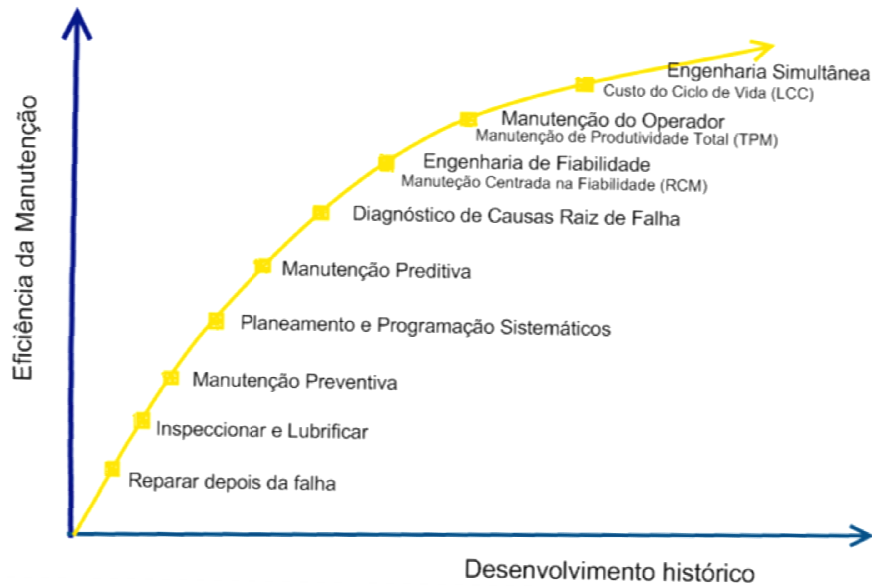 Eficiência da Manutenção
Engenharia Simultânea
Custo do Ciclo de Vida (LCC)
Manutenção do Operador
Manutenção de Produtividade Total (TPM)
Engenharia de Fiabilidade
Manuteção Centrada na Fiabilidade (RCM)
Diagnóstico de Causas Raiz de Falha
Manutenção Preditiva
Planeamento e Programação Sistemáticos
Manutenção Preventiva
Inspeccionar e Lubrificar
Reparar depois da falha
Desenvolvimento histórico